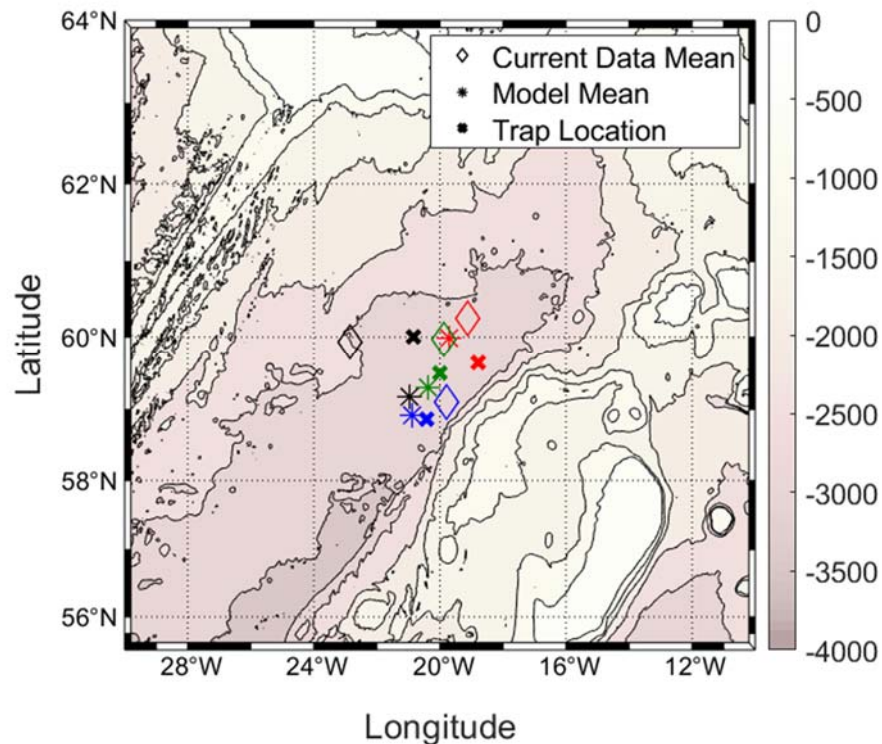 64°N
62°N
60°N
58°N
56°N
Latitude
Current Data Mean
Model Mean
Trap Location
0
-500
-1000
-1500
-2000
-2500
-3000
-3500
-4000
28°W
24°W
20°W
16°W
12°W
Longitude